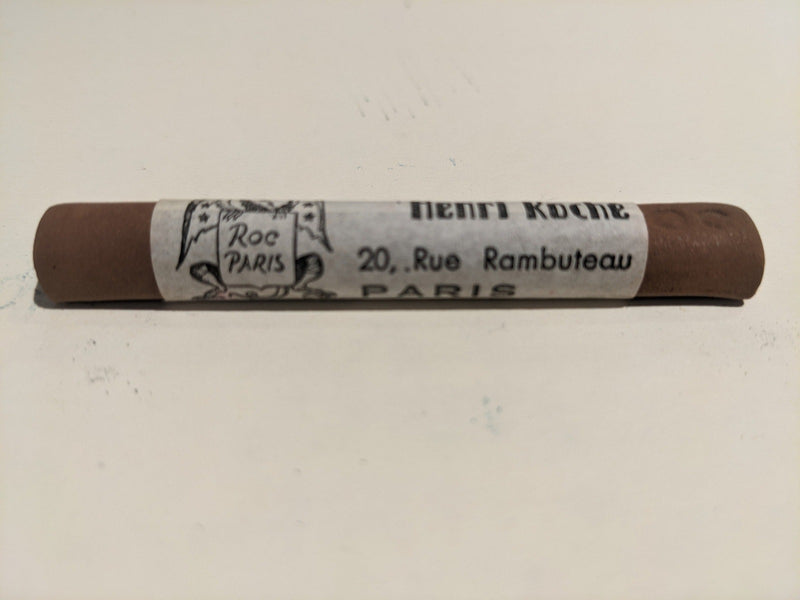 Roc
PARIS
Henri Roche
20, Rue Rambuteau
PARIS